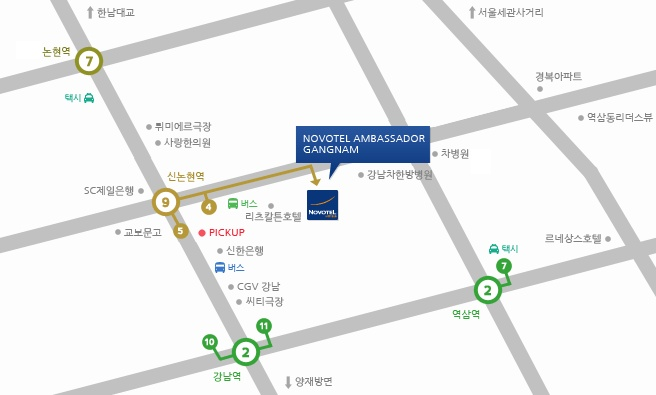 한남대교
서울세관사거리
논현역
7
택시
경복아파트
역삼동리더스뷰
뤼미에르극장
사랑한의원
NOVOTEL AMBASSADOR
GANGNAM
차병원
강남차한방병원
신논현역
SC제일은행
9
4
버스
리츠칼튼호텔
NOVOTEL
5
교보문고
PICKUP
신한은행
르네상스호텔
택시
7
버스
CGV 강남
씨티극장
2
역삼역
11
10
2
강남역
양재방면